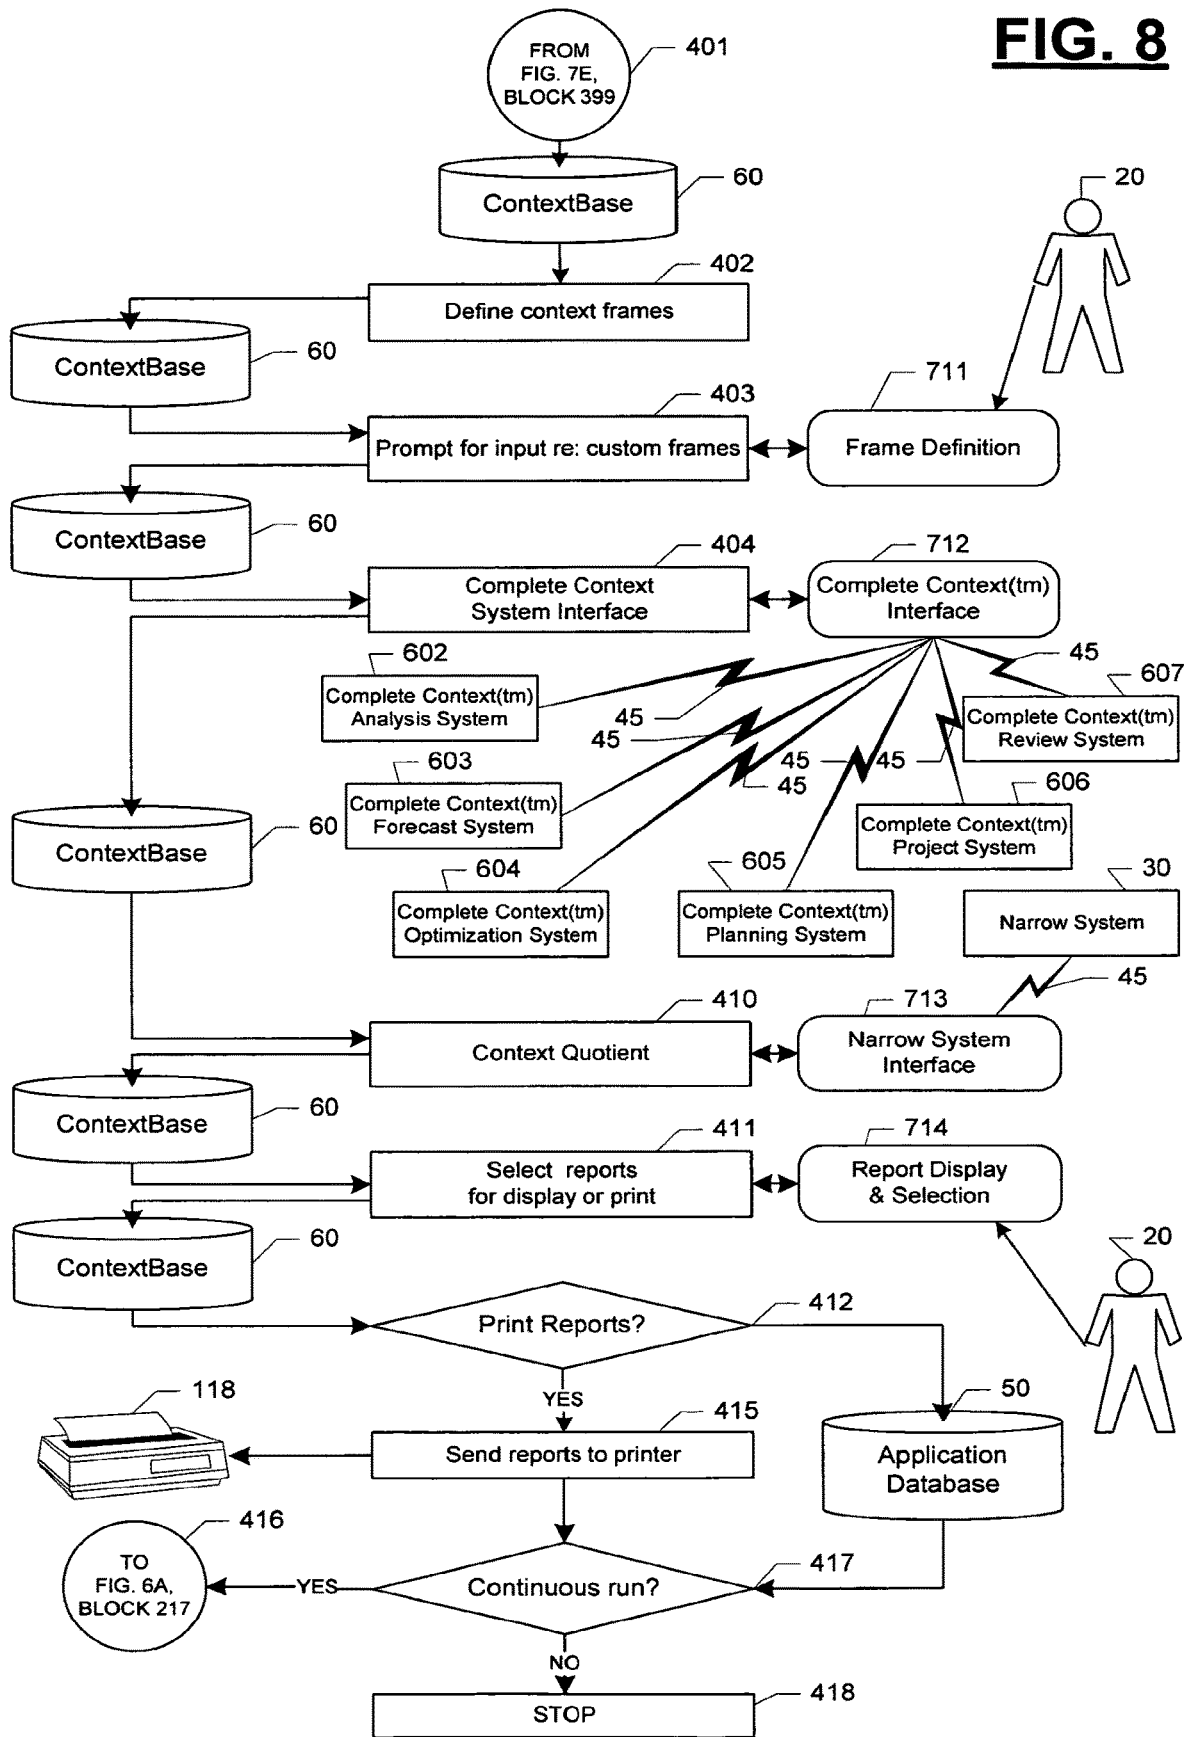 FIG. 8
FROM
FIG. 7E,
BLOCK 399
401
ContextBase
60
20
402
Define context frames
ContextBase
60
403
711
Prompt for input re: custom frames
Frame Definition
ContextBase
60
404
712
Complete Context
System Interface
Complete Context(tm)
Interface
602
45
607
Complete Context(tm)
Analysis System
45
Complete Context(tm)
Review System
45
45
45
45
603
606
Complete Context(tm)
Forecast System
Complete Context(tm)
Project System
ContextBase
60
604
605
30
Complete Context(tm)
Optimization System
Complete Context(tm)
Planning System
Narrow System
45
410
713
Context Quotient
Narrow System
Interface
ContextBase
60
411
714
Select reports
for display or print
Report Display
& Selection
ContextBase
60
20
Print Reports?
412
YES
118
415
50
Send reports to printer
Application
Database
416
TO
FIG. 6A,
BLOCK 217
YES
Continuous run?
417
NO
STOP
418